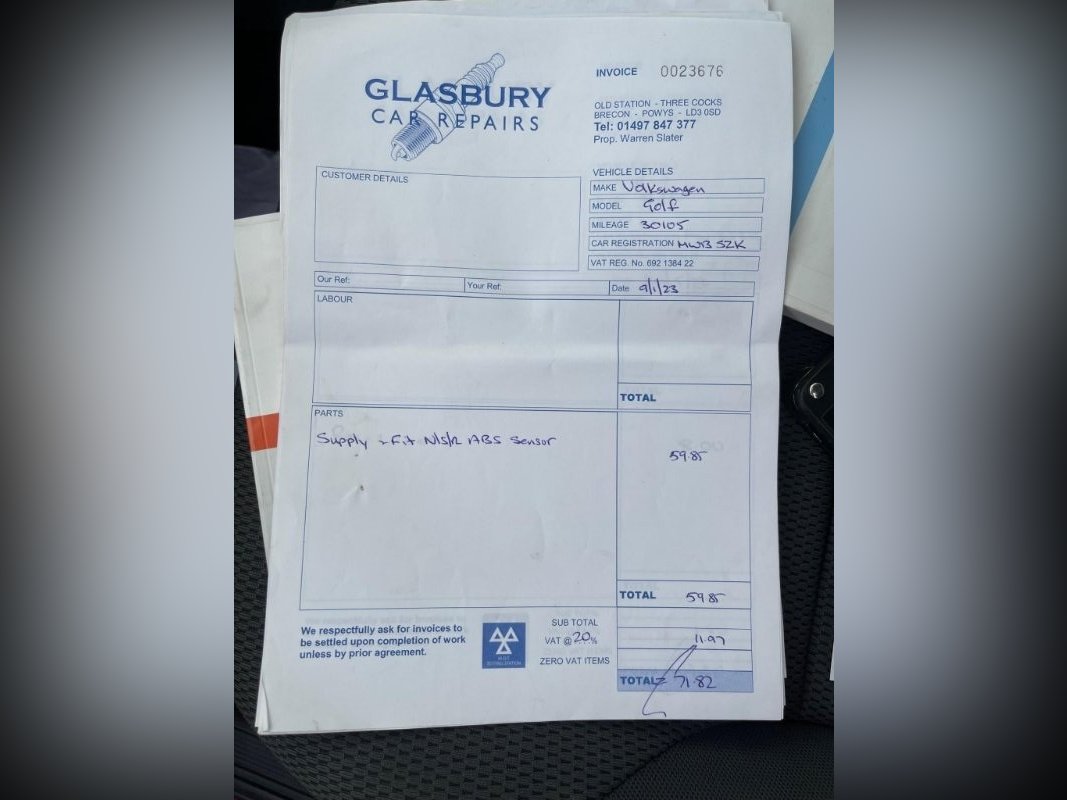 GLASBURY
CAR REPAIRS
INVOICE 0023676
OLD STATION - THREE COCKS
BRECON - POWYS - LD3 0SD
Tel: 01497 847 377
Prop. Warren Slater
CUSTOMER DETAILS
VEHICLE DETAILS
MAKE Volkswagen
MODEL Golf
MILEAGE 30105
CAR REGISTRATION
VAT REG. No. 692 1384 22
Our Ref: Your Ref: Date 9/1/23
LABOUR
TOTAL
PARTS
Supply + Fit N/S/R ABS Sensor 59.85
TOTAL 59.85
We respectfully ask for invoices to
be settled upon completion of work
unless by prior agreement.
SUB TOTAL
VAT @ 20% 11.97
ZERO VAT ITEMS
TOTAL 71.82